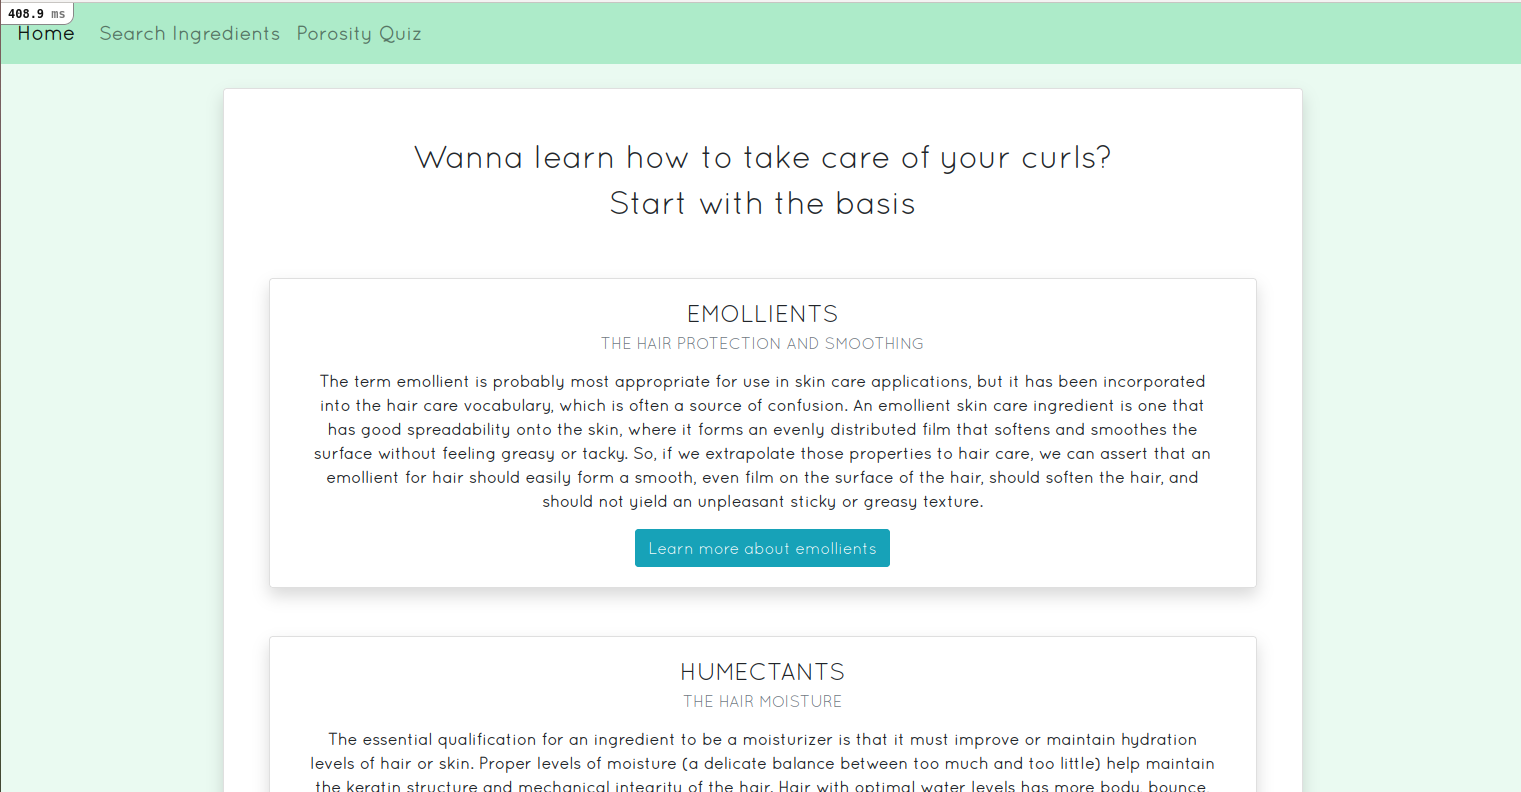 408.9 ms
Home Search Ingredients Porosity Quiz
Wanna learn how to take care of your curls?
Start with the basis
EMOLLIENTS
THE HAIR PROTECTION AND SMOOTHING
The term emollient is probably most appropriate for use in skin care applications, but it has been incorporated
into the hair care vocabulary, which is often a source of confusion. An emollient skin care ingredient is one that
has good spreadability onto the skin, where it forms an evenly distributed film that softens and smoothes the
surface without feeling greasy or tacky. So, if we extrapolate those properties to hair care, we can assert that an
emollient for hair should easily form a smooth, even film on the surface of the hair, should soften the hair, and
should not yield an unpleasant sticky or greasy texture.
Learn more about emollients
HUMECTANTS
THE HAIR MOISTURE
The essential qualification for an ingredient to be a moisturizer is that it must improve or maintain hydration
levels of hair or skin. Proper levels of moisture (a delicate balance between too much and too little) help maintain
the keratin structure and mechanical integrity of the hair. Hair with optimal water levels has more body, bounce,